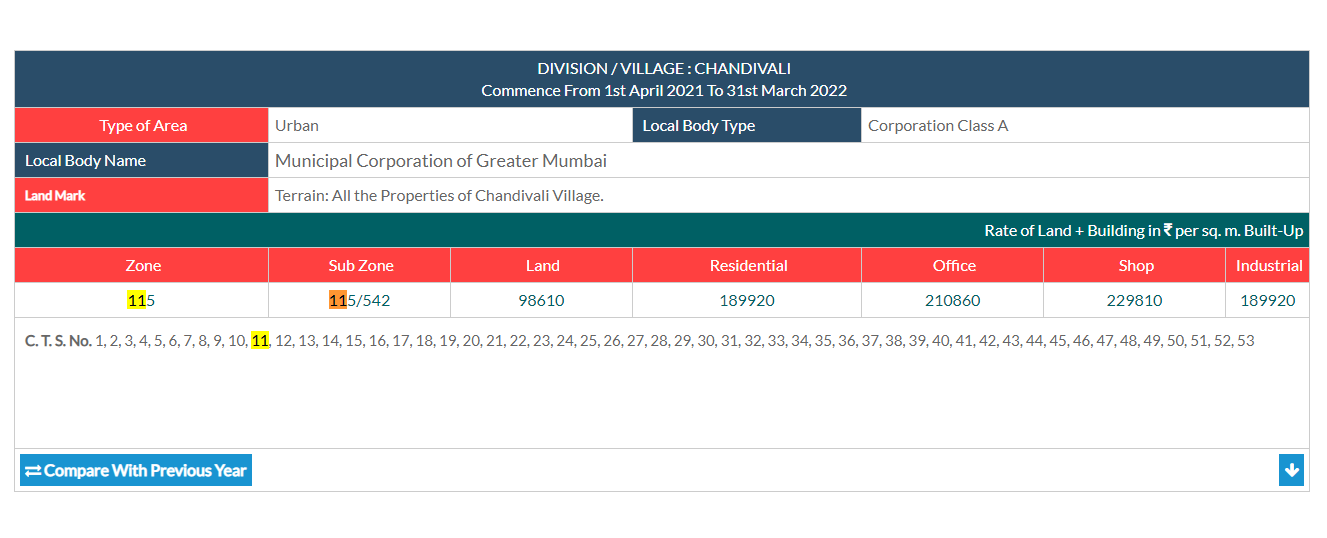 DIVISION / VILLAGE : CHANDIVALI
Commence From 1st April 2021 To 31st March 2022
Type of Area Urban Local Body Type Corporation Class A
Local Body Name Municipal Corporation of Greater Mumbai
Land Mark Terrain: All the Properties of Chandivali Village.
Rate of Land + Building in ₹ per sq. m. Built-Up
Zone Sub Zone Land Residential Office Shop Industrial
115 115/542 98610 189920 210860 229810 189920
C. T. S. No. 1, 2, 3, 4, 5, 6, 7, 8, 9, 10, 11, 12, 13, 14, 15, 16, 17, 18, 19, 20, 21, 22, 23, 24, 25, 26, 27, 28, 29, 30, 31, 32, 33, 34, 35, 36, 37, 38, 39, 40, 41, 42, 43, 44, 45, 46, 47, 48, 49, 50, 51, 52, 53
Compare With Previous Year